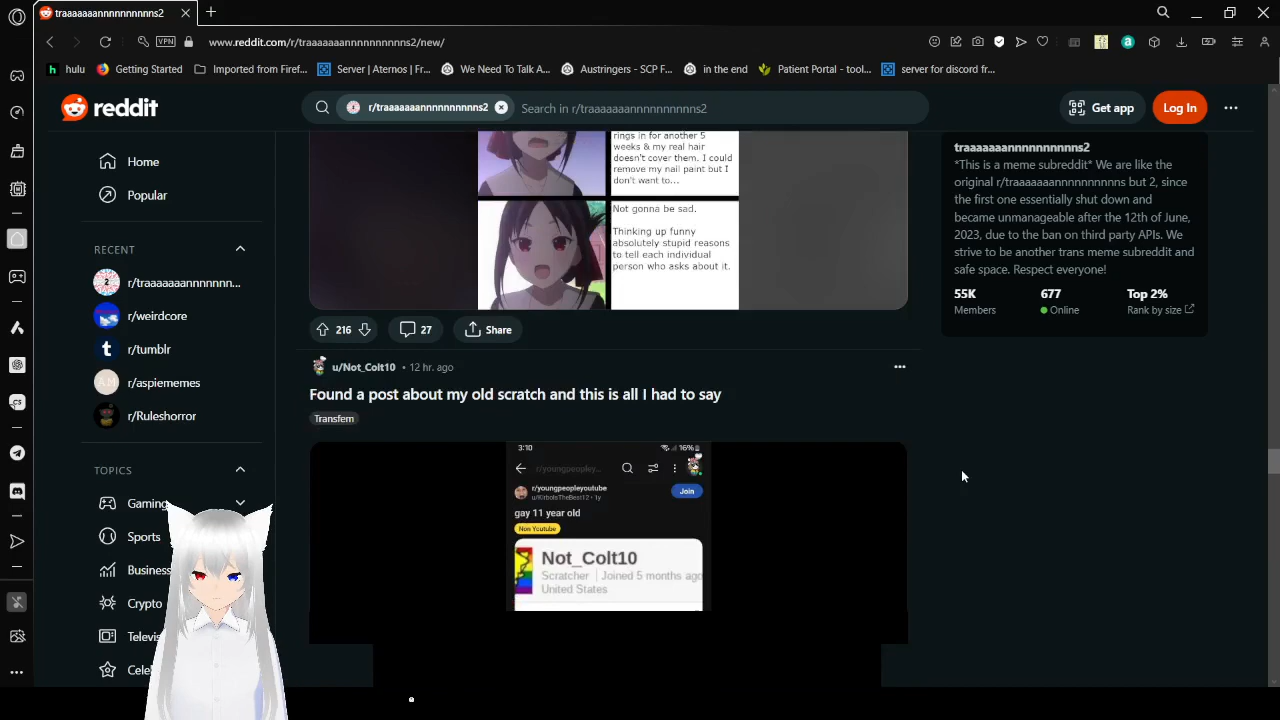 traaaaaaannnnnnnnnns2
VPN
www.reddit.com/r/traaaaaaannnnnnnnnns2/new/
hulu
Getting Started
Imported from Firef...
Server | Aternos | Fr...
We Need To Talk A...
Austringers - SCP F...
in the end
Patient Portal - tool...
server for discord fr...
reddit
r/traaaaaaannnnnnnnnns2
Search in r/traaaaaaannnnnnnnnns2
Get app
Log In
Home
Popular
RECENT
r/traaaaaaannnnnnn...
r/weirdcore
r/tumblr
r/aspiememes
r/Ruleshorror
TOPICS
Gaming
Sports
Business
Crypto
Televi
Celel
rings in for another 5
weeks & my real hair
doesn't cover them. I could
remove my nail paint but I
don't want to...
Not gonna be sad.
Thinking up funny
absolutely stupid reasons
to tell each individual
person who asks about it.
216
27
Share
u/Not_Colt10 • 12 hr. ago
Found a post about my old scratch and this is all I had to say
Transfem
3:10
16%
r/youngpeopley...
r/youngpeopleyoutube
u/KirboIsTheBest12 • 1y
Join
gay 11 year old
Non Youtube
Not_Colt10
Scratcher | Joined 5 months ago
United States
traaaaaaannnnnnnnnns2
*This is a meme subreddit* We are like the
original r/traaaaaaannnnnnnnnns but 2, since
the first one essentially shut down and
became unmanageable after the 12th of June,
2023, due to the ban on third party APIs. We
strive to be another trans meme subreddit and
safe space. Respect everyone!
55K
Members
677
Online
Top 2%
Rank by size